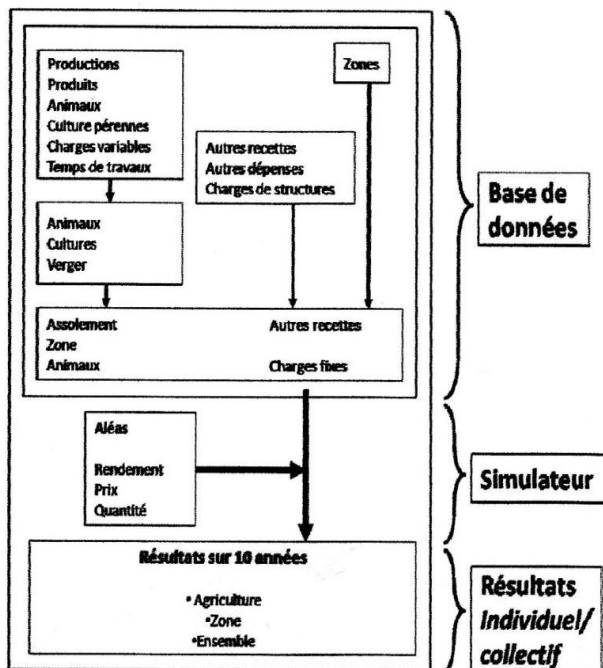 Productions
Produits
Animaux
Culture pérennes
Charges variables
Temps de travaux
Zones
Autres recettes
Autres dépenses
Charges de structures
Animaux
Cultures
Verger
Assolement
Zone
Animaux
Autres recettes
Charges fixes
Base de
données
Aléas
Rendement
Prix
Quantité
Simulateur
Résultats sur 10 années
• Agriculture
•Zone
•Ensemble
Résultats
Individuel/
collectif